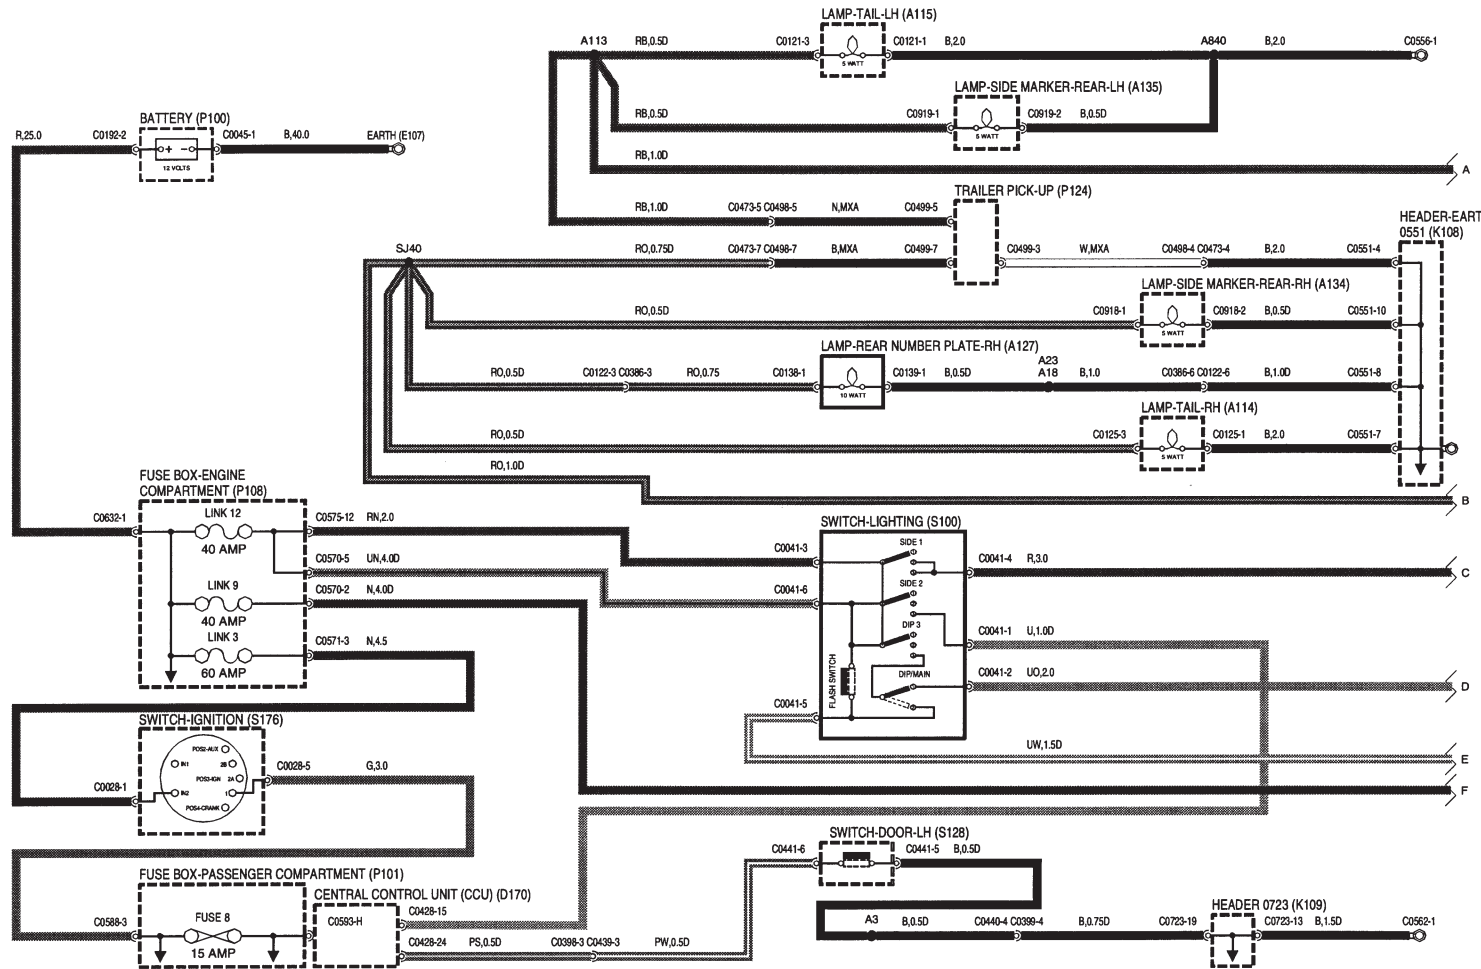 LAMP-TAIL-LH (A115)
A113
RB,0.5D
C0121-3
C0121-1
B,2.0
A840
B,2.0
C0556-1
5 WATT
LAMP-SIDE MARKER-REAR-LH (A135)
RB,0.5D
C0919-1
C0919-2
B,0.5D
5 WATT
BATTERY (P100)
R,25.0
C0192-2
C0045-1
B,40.0
EARTH (E107)
+ −
12 VOLTS
RB,1.0D
A
TRAILER PICK-UP (P124)
RB,1.0D
C0473-5 C0498-5
N,MXA
C0499-5
HEADER-EART
0551 (K108)
SJ40
RO,0.75D
C0473-7 C0498-7
B,MXA
C0499-7
C0499-3
W,MXA
C0498-4 C0473-4
B,2.0
C0551-4
LAMP-SIDE MARKER-REAR-RH (A134)
RO,0.5D
C0918-1
C0918-2
B,0.5D
C0551-10
5 WATT
LAMP-REAR NUMBER PLATE-RH (A127)
A23
RO,0.5D
C0122-3 C0386-3
RO,0.75
C0138-1
C0139-1
B,0.5D
A18
B,1.0
C0386-6 C0122-6
B,1.0D
C0551-8
10 WATT
LAMP-TAIL-RH (A114)
RO,0.5D
C0125-3
C0125-1
B,2.0
C0551-7
5 WATT
RO,1.0D
B
FUSE BOX-ENGINE
COMPARTMENT (P108)
C0632-1
LINK 12
40 AMP
C0575-12
RN,2.0
C0570-5
UN,4.0D
LINK 9
40 AMP
C0570-2
N,4.0D
LINK 3
60 AMP
C0571-3
N,4.5
SWITCH-LIGHTING (S100)
C0041-3
SIDE 1
C0041-4
R,3.0
C
C0041-6
SIDE 2
DIP 3
C0041-1
U,1.0D
FLASH SWITCH
DIP/MAIN
C0041-2
UO,2.0
D
C0041-5
UW,1.5D
E
F
SWITCH-IGNITION (S176)
C0028-1
POS2-AUX
IN1
2B
POS3-IGN
2A
IN2
1
POS4-CRANK
C0028-5
G,3.0
SWITCH-DOOR-LH (S128)
C0441-6
C0441-5
B,0.5D
FUSE BOX-PASSENGER COMPARTMENT (P101)
C0588-3
FUSE 8
15 AMP
CENTRAL CONTROL UNIT (CCU) (D170)
C0593-H
C0428-15
C0428-24
PS,0.5D
C0398-3 C0439-3
PW,0.5D
HEADER 0723 (K109)
A3
B,0.5D
C0440-4 C0399-4
B,0.75D
C0723-19
C0723-13
B,1.5D
C0562-1